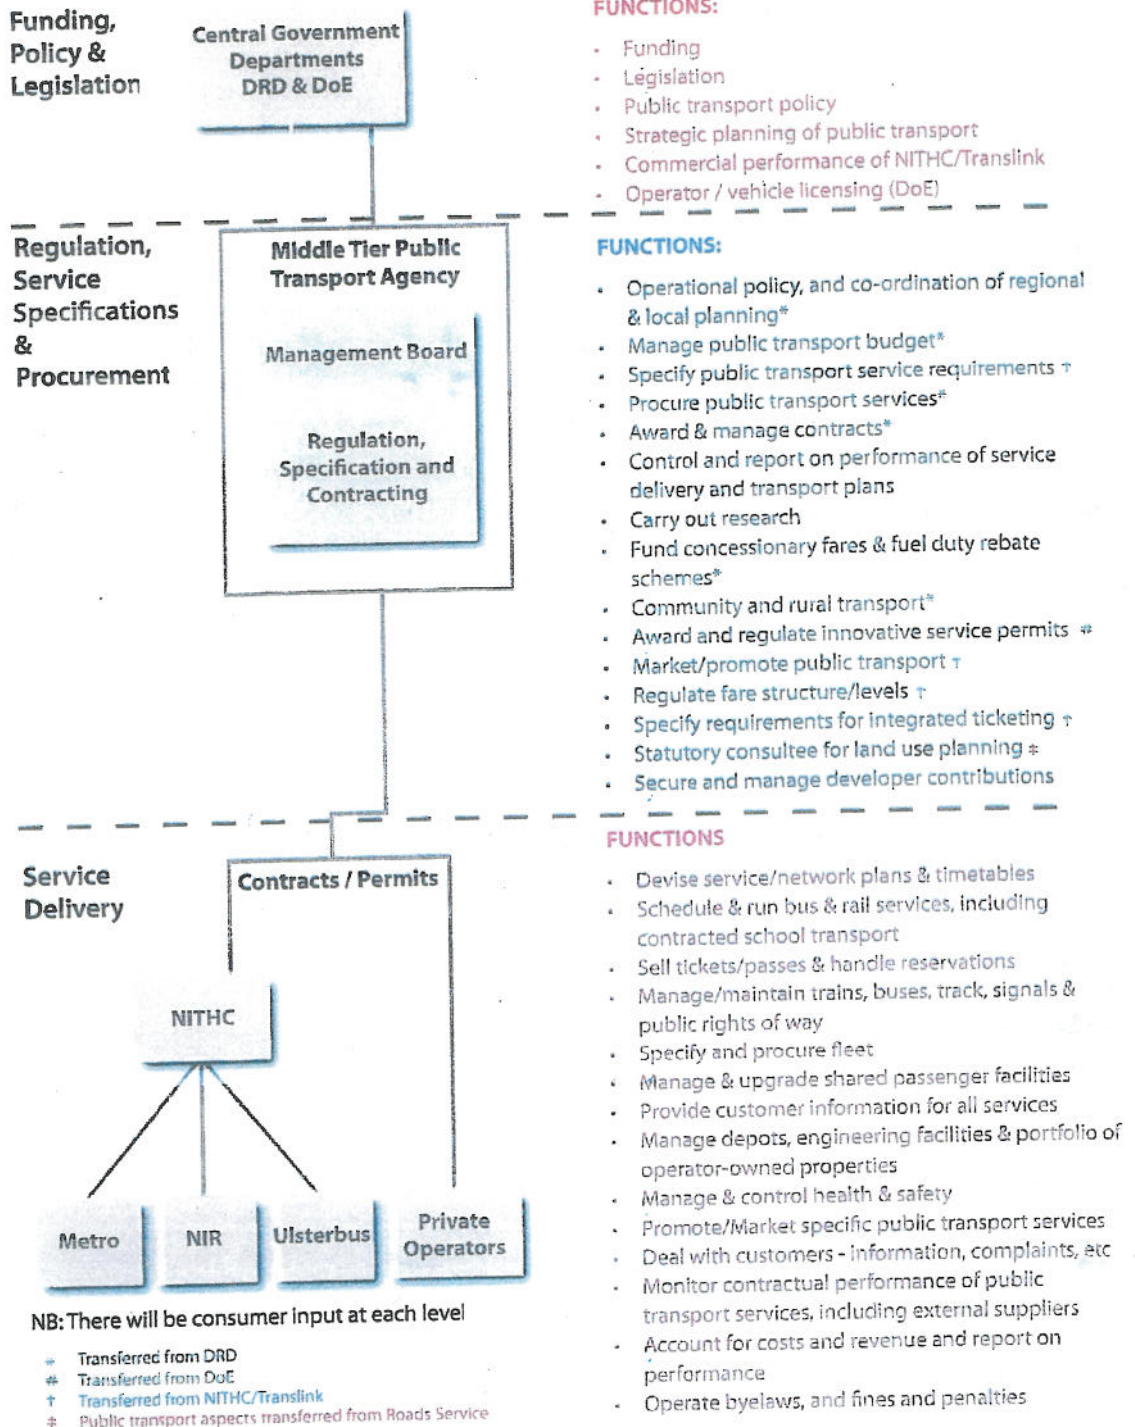 Funding,
Policy &
Legislation
Central Government
Departments
DRD & DoE
FUNCTIONS:
• Funding
• Legislation
• Public transport policy
• Strategic planning of public transport
• Commercial performance of NITHC/Translink
• Operator / vehicle licensing (DoE)
Regulation,
Service
Specifications
&
Procurement
Middle Tier Public
Transport Agency
Management Board
Regulation,
Specification and
Contracting
FUNCTIONS:
• Operational policy, and co-ordination of regional
& local planning*
• Manage public transport budget*
• Specify public transport service requirements †
• Procure public transport services*
• Award & manage contracts*
• Control and report on performance of service
delivery and transport plans
• Carry out research
• Fund concessionary fares & fuel duty rebate
schemes*
• Community and rural transport*
• Award and regulate innovative service permits #
• Market/promote public transport †
• Regulate fare structure/levels †
• Specify requirements for integrated ticketing †
• Statutory consultee for land use planning ‡
• Secure and manage developer contributions
Service
Delivery
Contracts / Permits
NITHC
Metro
NIR
Ulsterbus
Private
Operators
FUNCTIONS
• Devise service/network plans & timetables
• Schedule & run bus & rail services, including
contracted school transport
• Sell tickets/passes & handle reservations
• Manage/maintain trains, buses, track, signals &
public rights of way
• Specify and procure fleet
• Manage & upgrade shared passenger facilities
• Provide customer information for all services
• Manage depots, engineering facilities & portfolio of
operator-owned properties
• Manage & control health & safety
• Promote/Market specific public transport services
• Deal with customers - information, complaints, etc
• Monitor contractual performance of public
transport services, including external suppliers
• Account for costs and revenue and report on
performance
• Operate byelaws, and fines and penalties
NB: There will be consumer input at each level
* Transferred from DRD
# Transferred from DoE
† Transferred from NITHC/Translink
‡ Public transport aspects transferred from Roads Service